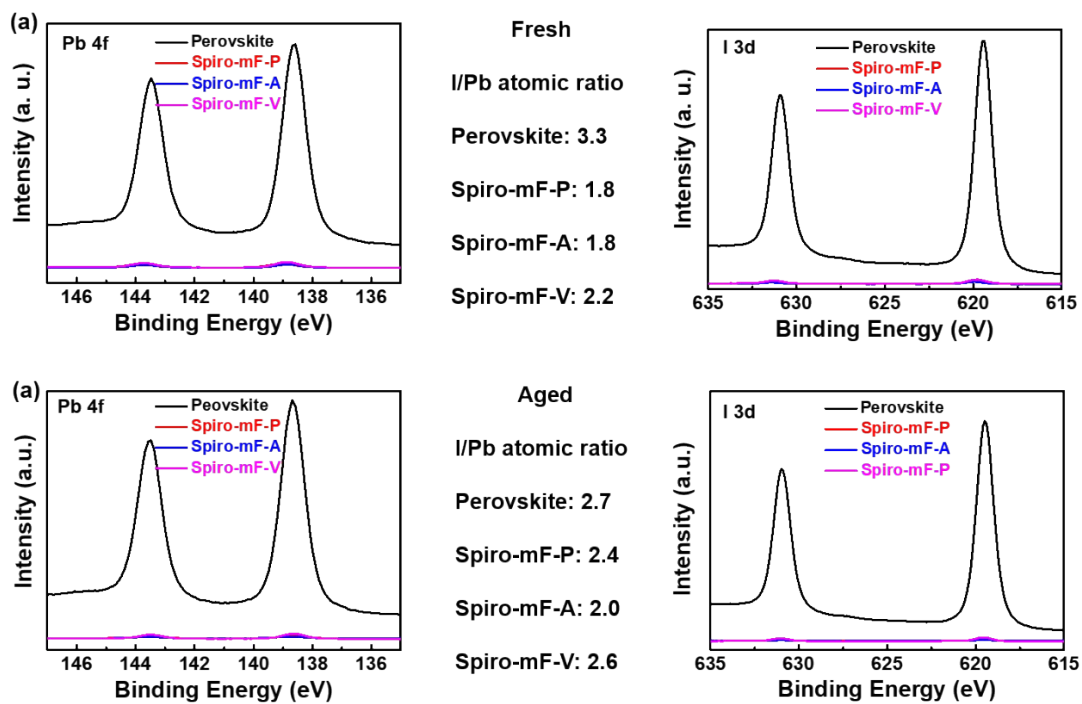 (a)
Pb 4f
Perovskite
Spiro-mF-P
Spiro-mF-A
Spiro-mF-V
Intensity (a. u.)
146 144 142 140 138 136
Binding Energy (eV)
Fresh
I/Pb atomic ratio
Perovskite: 3.3
Spiro-mF-P: 1.8
Spiro-mF-A: 1.8
Spiro-mF-V: 2.2
I 3d
Perovskite
Spiro-mF-P
Spiro-mF-A
Spiro-mF-V
Intensity (a. u.)
635 630 625 620 615
Binding Energy (eV)
(a)
Pb 4f
Peovskite
Spiro-mF-P
Spiro-mF-A
Spiro-mF-V
Intensity (a.u.)
146 144 142 140 138 136
Binding Energy (eV)
Aged
I/Pb atomic ratio
Perovskite: 2.7
Spiro-mF-P: 2.4
Spiro-mF-A: 2.0
Spiro-mF-V: 2.6
I 3d
Perovskite
Spiro-mF-P
Spiro-mF-A
Spiro-mF-P
Intensity (a.u.)
635 630 625 620 615
Binding Energy (eV)